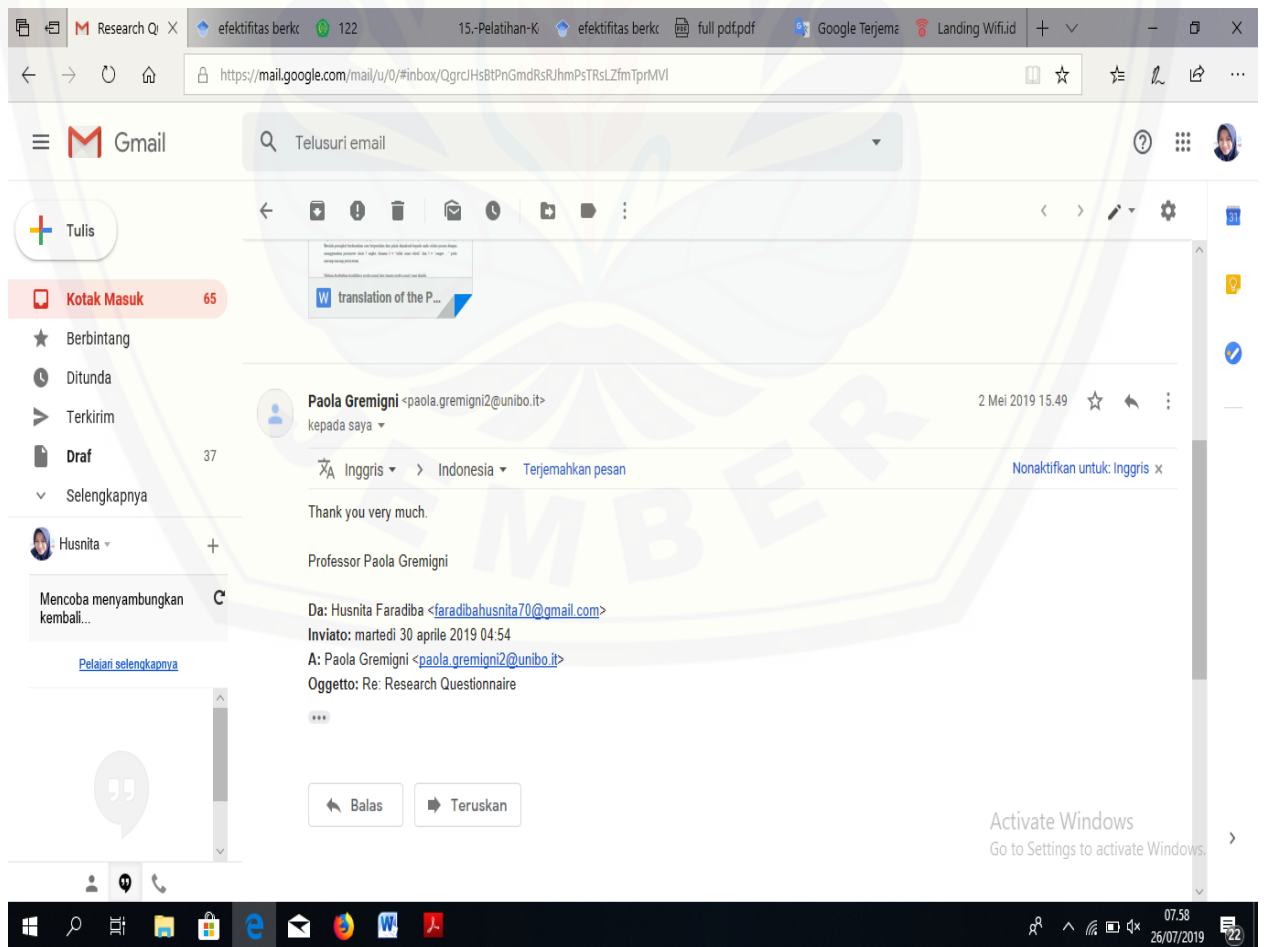 Research Q
efektifitas berkc
122
15.-Pelatihan-K
efektifitas berkc
full pdf.pdf
Google Terjema
Landing Wifi.id
https://mail.google.com/mail/u/0/#inbox/QgrcJHsBtPnGmdRsRJhmPsTRsLZfmTprMVl
Gmail
Telusuri email
Tulis
31
Kotak Masuk 65
Berbintang
Ditunda
Terkirim
Draf 37
Selengkapnya
Husnita
Mencoba menyambungkan
kembali...
Pelajari selengkapnya
W translation of the P...
Paola Gremigni <paola.gremigni2@unibo.it> 2 Mei 2019 15.49
kepada saya
Inggris > Indonesia Terjemahkan pesan Nonaktifkan untuk: Inggris x
Thank you very much.
Professor Paola Gremigni
Da: Husnita Faradiba <faradibahusnita70@gmail.com>
Inviato: martedì 30 aprile 2019 04:54
A: Paola Gremigni <paola.gremigni2@unibo.it>
Oggetto: Re: Research Questionnaire
Balas
Teruskan
JEMBER
Activate Windows
Go to Settings to activate Windows.
07.58
26/07/2019
22